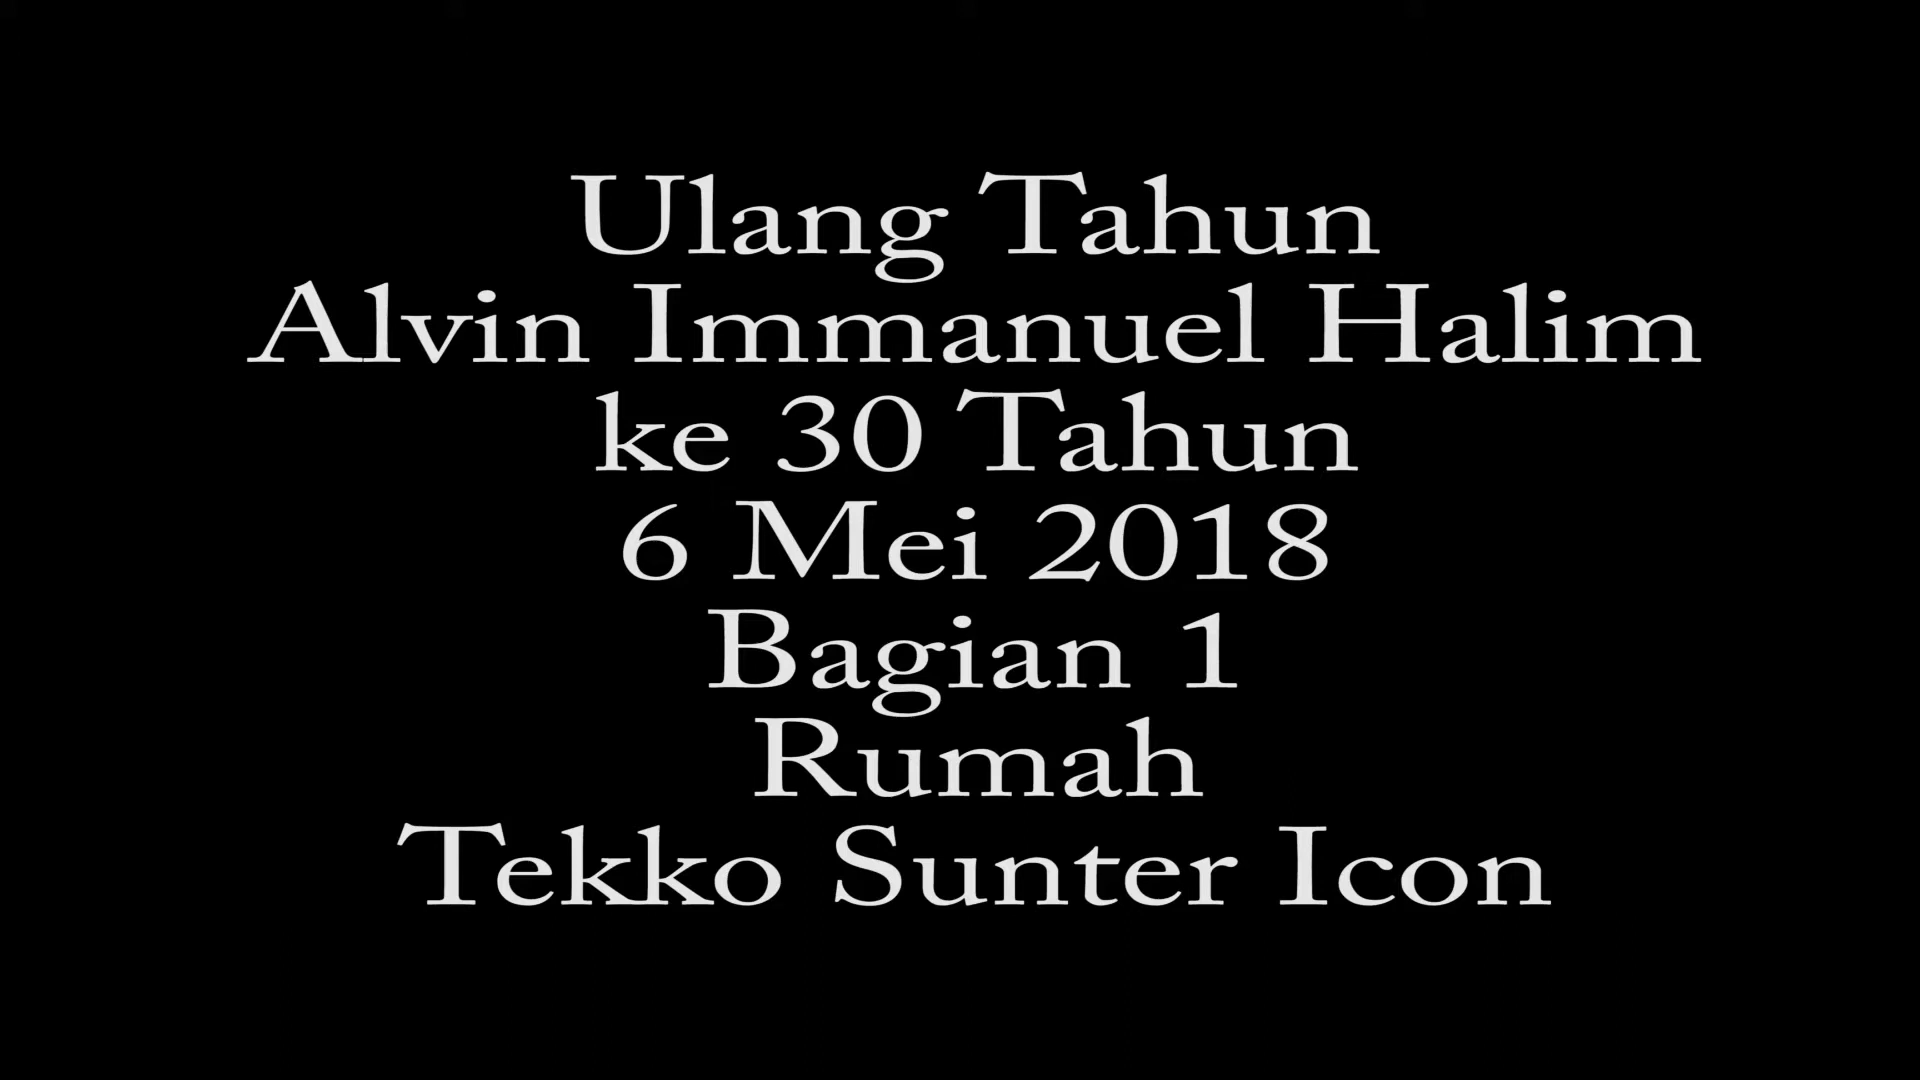 Ulang Tahun
Alvin Immanuel Halim
ke 30 Tahun
6 Mei 2018
Bagian 1
Rumah
Tekko Sunter Icon